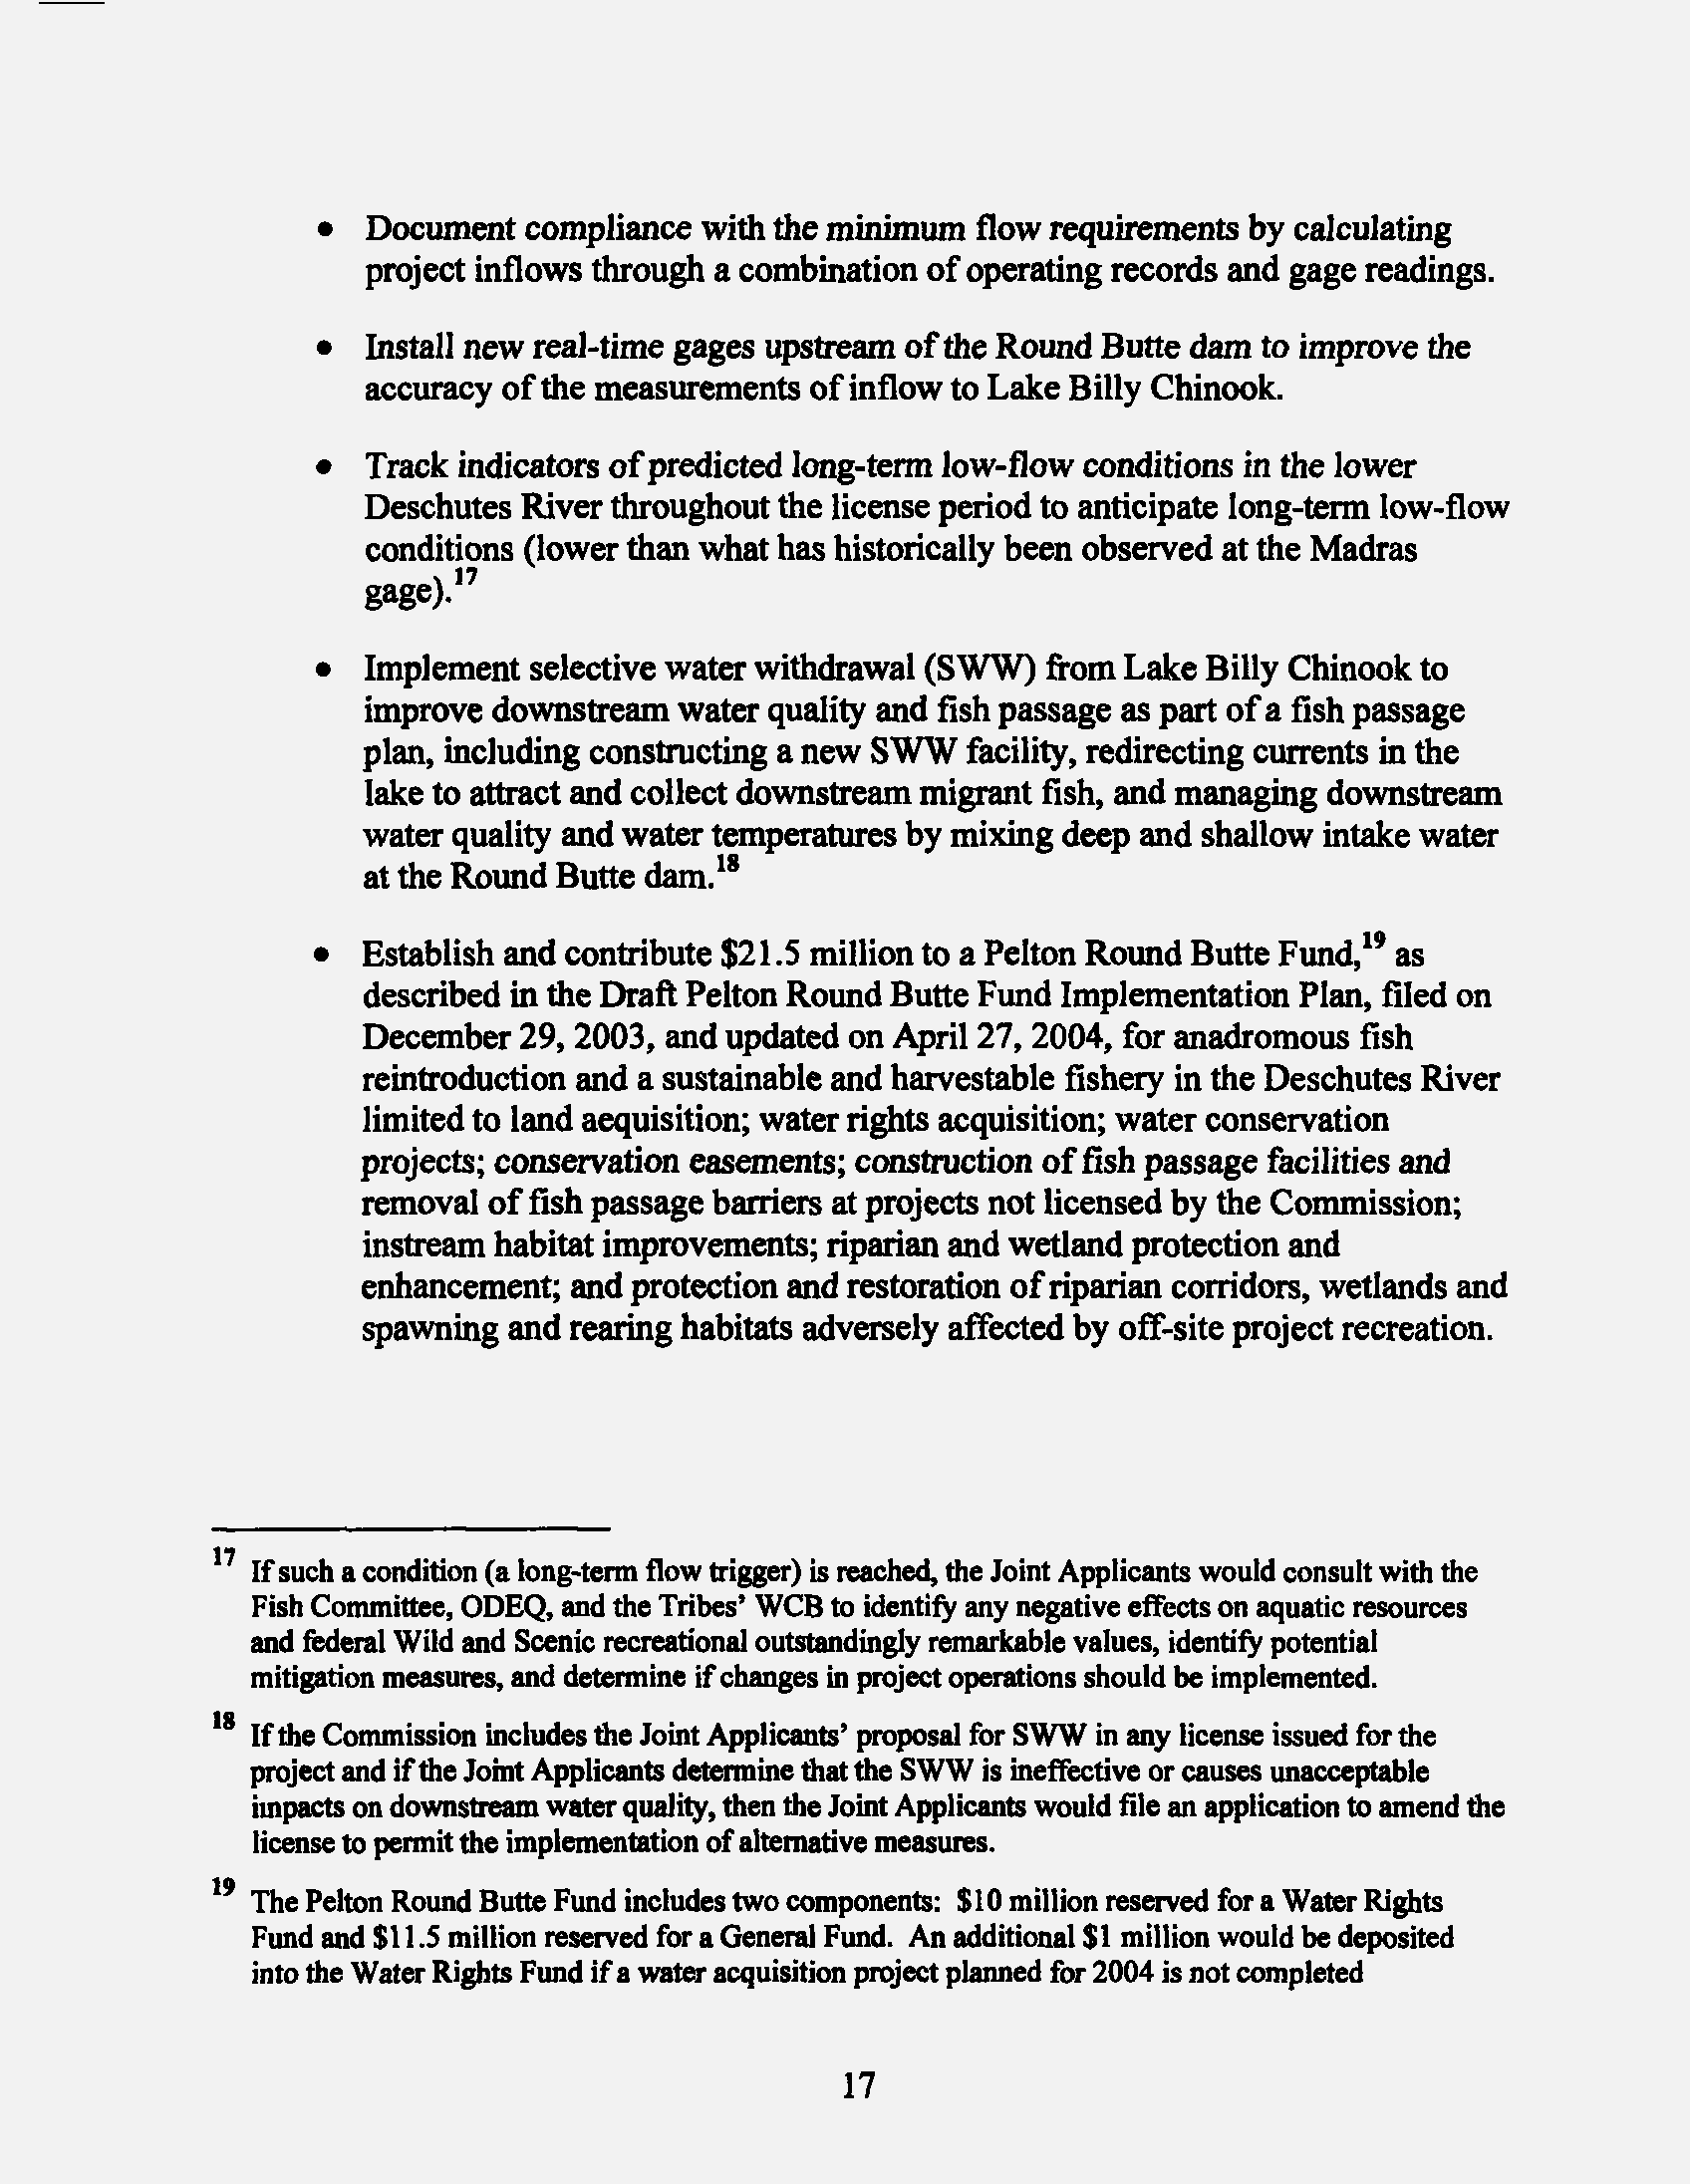 • Document compliance with the minimum flow requirements by calculating
project inflows through a combination of operating records and gage readings.
• Install new real-time gages upstream of the Round Butte dam to improve the
accuracy of the measurements of inflow to Lake Billy Chinook.
• Track indicators of predicted long-term low-flow conditions in the lower
Deschutes River throughout the license period to anticipate long-term low-flow
conditions (lower than what has historically been observed at the Madras
gage).17
• Implement selective water withdrawal (SWW) from Lake Billy Chinook to
improve downstream water quality and fish passage as part of a fish passage
plan, including constructing a new SWW facility, redirecting currents in the
lake to attract and collect downstream migrant fish, and managing downstream
water quality and water temperatures by mixing deep and shallow intake water
at the Round Butte dam.18
• Establish and contribute $21.5 million to a Pelton Round Butte Fund,19 as
described in the Draft Pelton Round Butte Fund Implementation Plan, filed on
December 29, 2003, and updated on April 27, 2004, for anadromous fish
reintroduction and a sustainable and harvestable fishery in the Deschutes River
limited to land aequisition; water rights acquisition; water conservation
projects; conservation easements; construction of fish passage facilities and
removal of fish passage barriers at projects not licensed by the Commission;
instream habitat improvements; riparian and wetland protection and
enhancement; and protection and restoration of riparian corridors, wetlands and
spawning and rearing habitats adversely affected by off-site project recreation.
17 If such a condition (a long-term flow trigger) is reached, the Joint Applicants would consult with the
Fish Committee, ODEQ, and the Tribes' WCB to identify any negative effects on aquatic resources
and federal Wild and Scenic recreational outstandingly remarkable values, identify potential
mitigation measures, and determine if changes in project operations should be implemented.
18 If the Commission includes the Joint Applicants' proposal for SWW in any license issued for the
project and if the Joint Applicants determine that the SWW is ineffective or causes unacceptable
impacts on downstream water quality, then the Joint Applicants would file an application to amend the
license to permit the implementation of alternative measures.
19 The Pelton Round Butte Fund includes two components: $10 million reserved for a Water Rights
Fund and $11.5 million reserved for a General Fund. An additional $1 million would be deposited
into the Water Rights Fund if a water acquisition project planned for 2004 is not completed
17